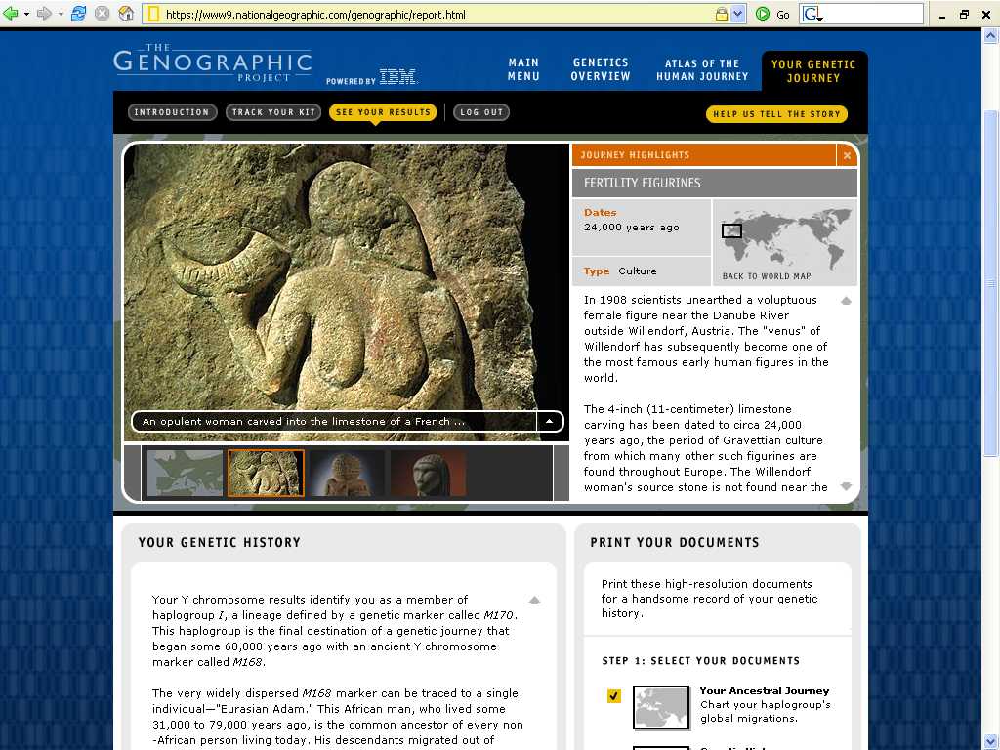 https://www9.nationalgeographic.com/genographic/report.html
Go
G
THE
GENOGRAPHIC
PROJECT
POWERED BY IBM
MAIN
MENU
GENETICS
OVERVIEW
ATLAS OF THE
HUMAN JOURNEY
YOUR GENETIC
JOURNEY
INTRODUCTION
TRACK YOUR KIT
SEE YOUR RESULTS
LOG OUT
HELP US TELL THE STORY
JOURNEY HIGHLIGHTS
FERTILITY FIGURINES
Dates
24,000 years ago
Type Culture
BACK TO WORLD MAP
In 1908 scientists unearthed a voluptuous
female figure near the Danube River
outside Willendorf, Austria. The "venus" of
Willendorf has subsequently become one of
the most famous early human figures in the
world.
The 4-inch (11-centimeter) limestone
carving has been dated to circa 24,000
years ago, the period of Gravettian culture
from which many other such figurines are
found throughout Europe. The Willendorf
woman's source stone is not found near the
An opulent woman carved into the limestone of a French ...
YOUR GENETIC HISTORY
Your Y chromosome results identify you as a member of
haplogroup I, a lineage defined by a genetic marker called M170.
This haplogroup is the final destination of a genetic journey that
began some 60,000 years ago with an ancient Y chromosome
marker called M168.
The very widely dispersed M168 marker can be traced to a single
individual—"Eurasian Adam." This African man, who lived some
31,000 to 79,000 years ago, is the common ancestor of every non
-African person living today. His descendants migrated out of
PRINT YOUR DOCUMENTS
Print these high-resolution documents
for a handsome record of your genetic
history.
STEP 1: SELECT YOUR DOCUMENTS
Your Ancestral Journey
Chart your haplogroup's
global migrations.